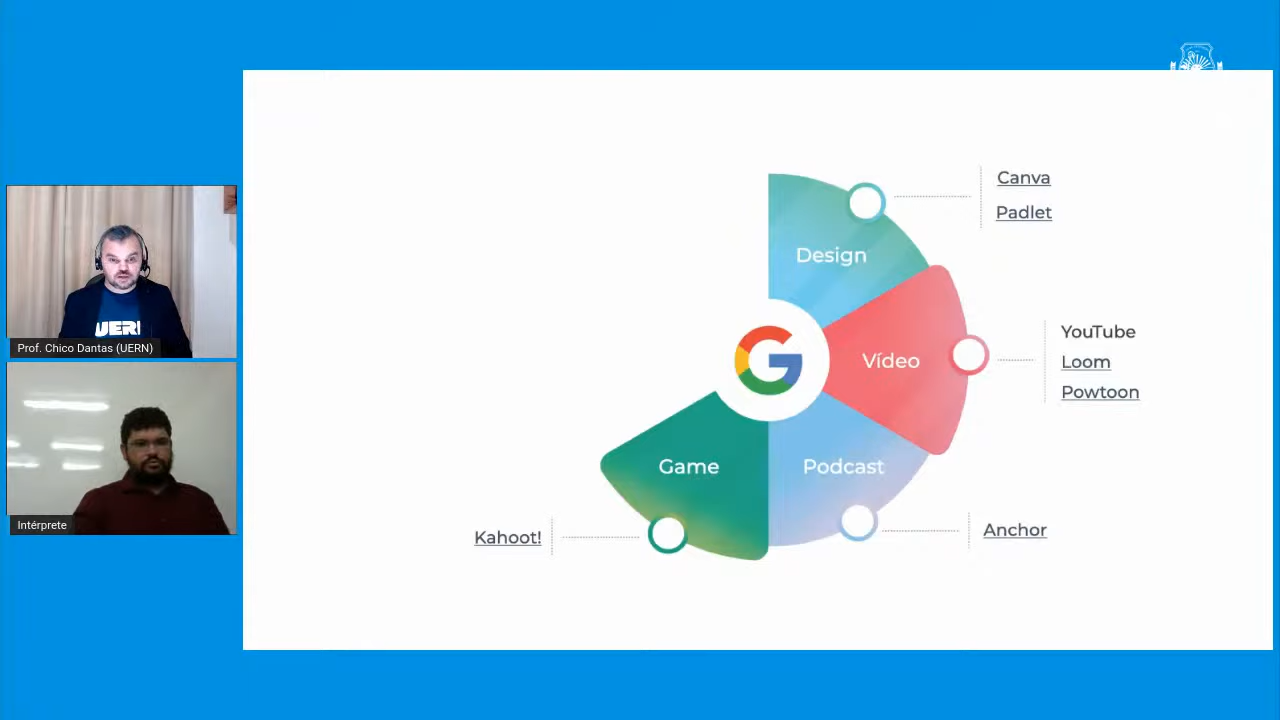 Canva
Padlet
Design
YouTube
Vídeo
Loom
Powtoon
Game
Podcast
Kahoot!
Anchor
UERN
Prof. Chico Dantas (UERN)
Intérprete